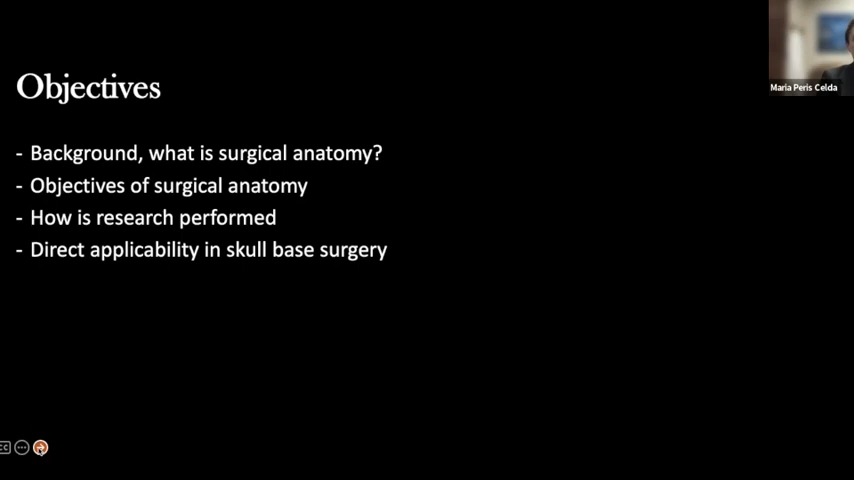 Objectives
Maria Peris Celda
- Background, what is surgical anatomy?
- Objectives of surgical anatomy
- How is research performed
- Direct applicability in skull base surgery
CC